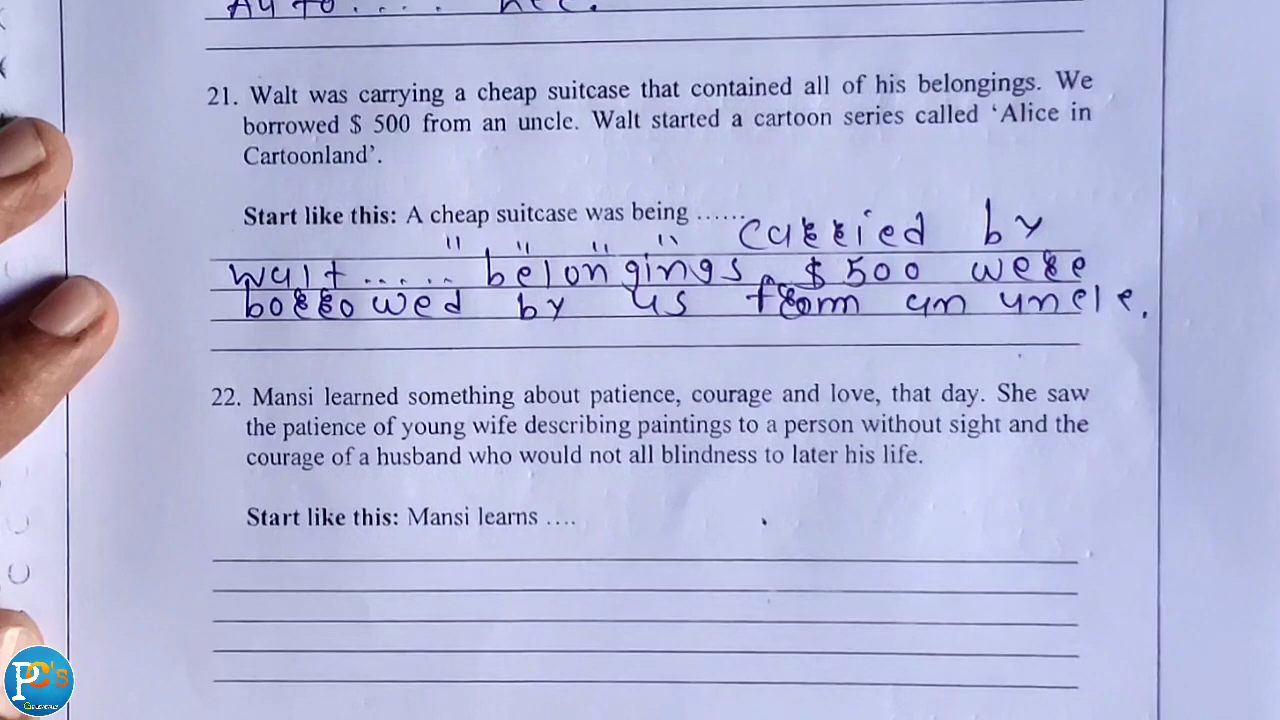 21. Walt was carrying a cheap suitcase that contained all of his belongings. We
borrowed $ 500 from an uncle. Walt started a cartoon series called ‘Alice in
Cartoonland’.
Start like this: A cheap suitcase was being ...... carried by
walt ..... belongings. $ 500 were
borrowed by us from an uncle.
22. Mansi learned something about patience, courage and love, that day. She saw
the patience of young wife describing paintings to a person without sight and the
courage of a husband who would not all blindness to later his life.
Start like this: Mansi learns ....